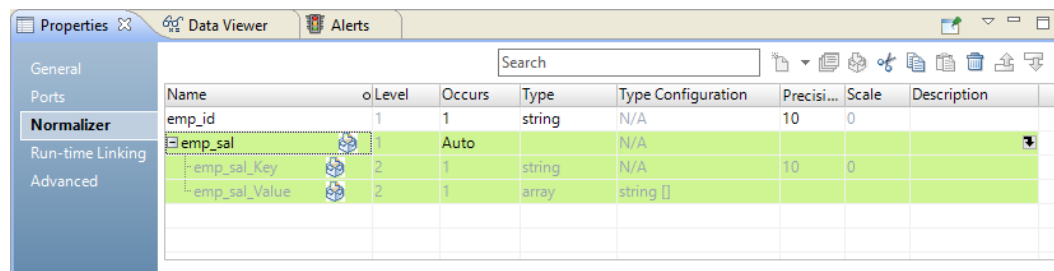 Properties Data Viewer Alerts
Search
General
Ports
Normalizer
Run-time Linking
Advanced
Name o Level Occurs Type Type Configuration Precisi... Scale Description
emp_id 1 1 string N/A 10 0
emp_sal 1 Auto N/A
emp_sal_Key 2 1 string N/A 10 0
emp_sal_Value 2 1 array string []